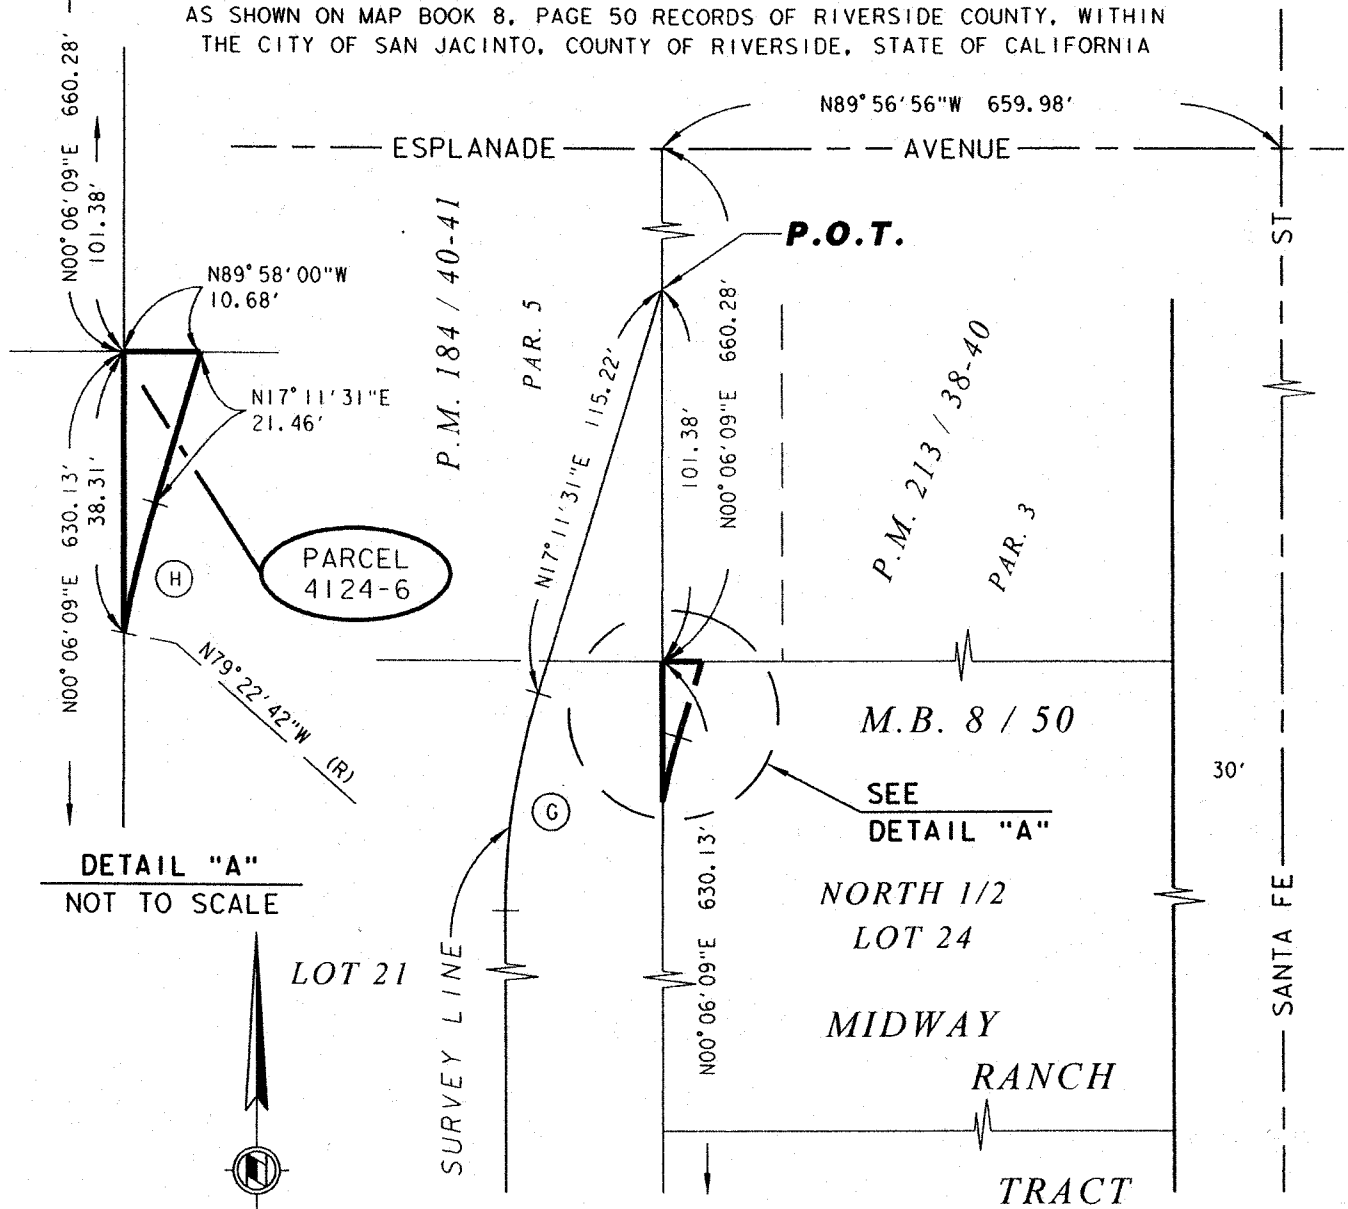 AS SHOWN ON MAP BOOK 8, PAGE 50 RECORDS OF RIVERSIDE COUNTY, WITHIN
THE CITY OF SAN JACINTO, COUNTY OF RIVERSIDE, STATE OF CALIFORNIA
N89°56'56"W 659.98'
ESPLANADE
AVENUE
N00°06'09"E 660.28'
101.38'
N89°58'00"W
10.68'
N17°11'31"E
21.46'
N00°06'09"E 630.13'
38.31'
H
PARCEL
4124-6
N79°22'42"W (R)
DETAIL "A"
NOT TO SCALE
P.M. 184 / 40-41
PAR. 5
P.O.T.
N17°11'31"E 115.22'
101.38'
N00°06'09"E 660.28'
P.M. 213 / 38-40
PAR. 3
SANTA FE ST
M.B. 8 / 50
30'
SEE
DETAIL "A"
G
N00°06'09"E 630.13'
NORTH 1/2
LOT 24
LOT 21
SURVEY LINE
MIDWAY
RANCH
TRACT